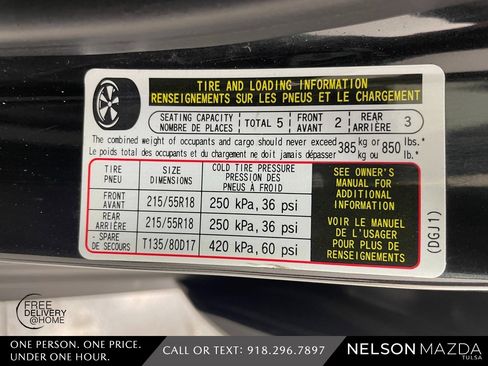 TIRE AND LOADING INFORMATION
RENSEIGNEMENTS SUR LES PNEUS ET LE CHARGEMENT
SEATING CAPACITY
NOMBRE DE PLACES
TOTAL 5
FRONT
AVANT
2
REAR
ARRIÈRE
3
The combined weight of occupants and cargo should never exceed 385 kg or 850 lbs.*
Le poids total des occupants et du chargement ne doit jamais dépasser kg ou lb.*
TIRE
PNEU
SIZE
DIMENSIONS
COLD TIRE PRESSURE
PRESSION DES
PNEUS À FROID
FRONT
AVANT
215/55R18
250 kPa, 36 psi
REAR
ARRIÈRE
215/55R18
250 kPa, 36 psi
SPARE
DE SECOURS
T135/80D17
420 kPa, 60 psi
SEE OWNER'S
MANUAL FOR
ADDITIONAL
INFORMATION
VOIR LE MANUEL
DE L'USAGER
POUR PLUS DE
RENSEIGNEMENTS
(DGJ1)
FREE
DELIVERY
@HOME
ONE PERSON. ONE PRICE.
UNDER ONE HOUR.
CALL OR TEXT: 918.296.7897
NELSON MAZDA
TULSA